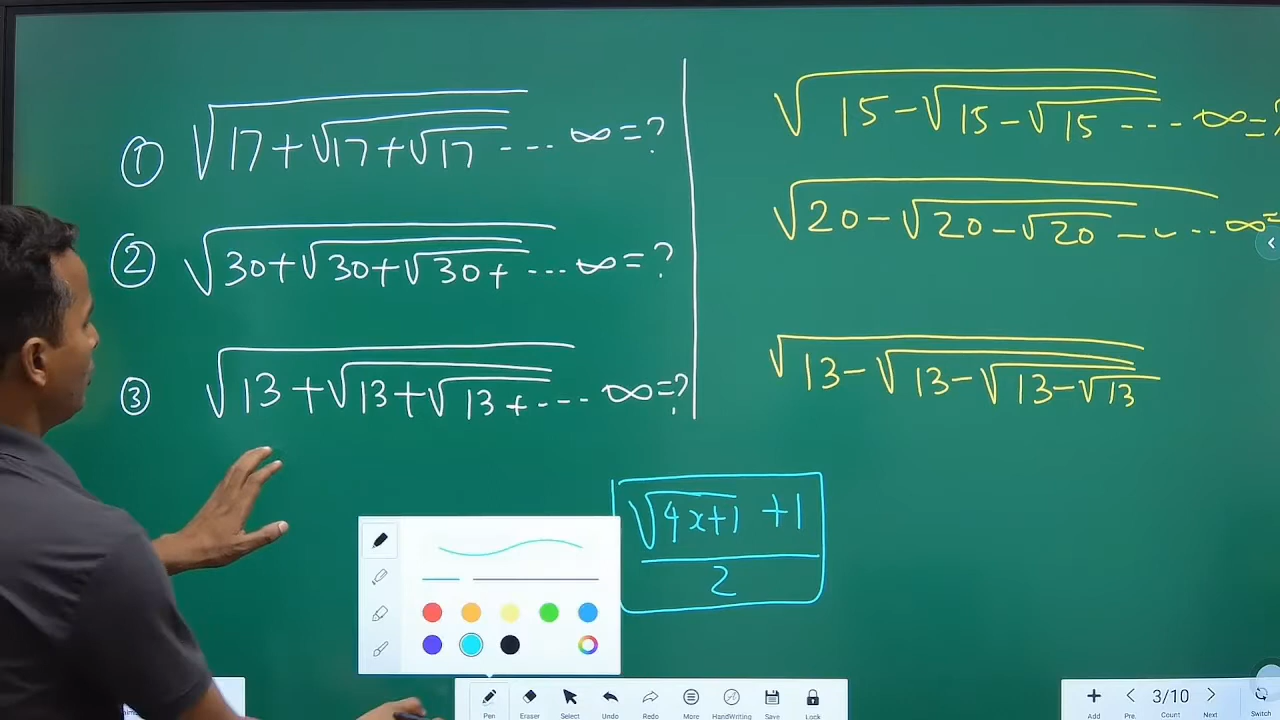 ① √17+√17+√17 --- ∞=?
② √30+√30+√30+ --- ∞=?
③ √13+√13+√13+ --- ∞=?
√15-√15-√15 --- ∞=?
√20-√20-√20 --- ∞=
√13-√13-√13-√13
√4x+1 +1
2
Pen Eraser Select Undo Redo More HandWriting Save Lock
3/10
Add Pre. Count Next Switch